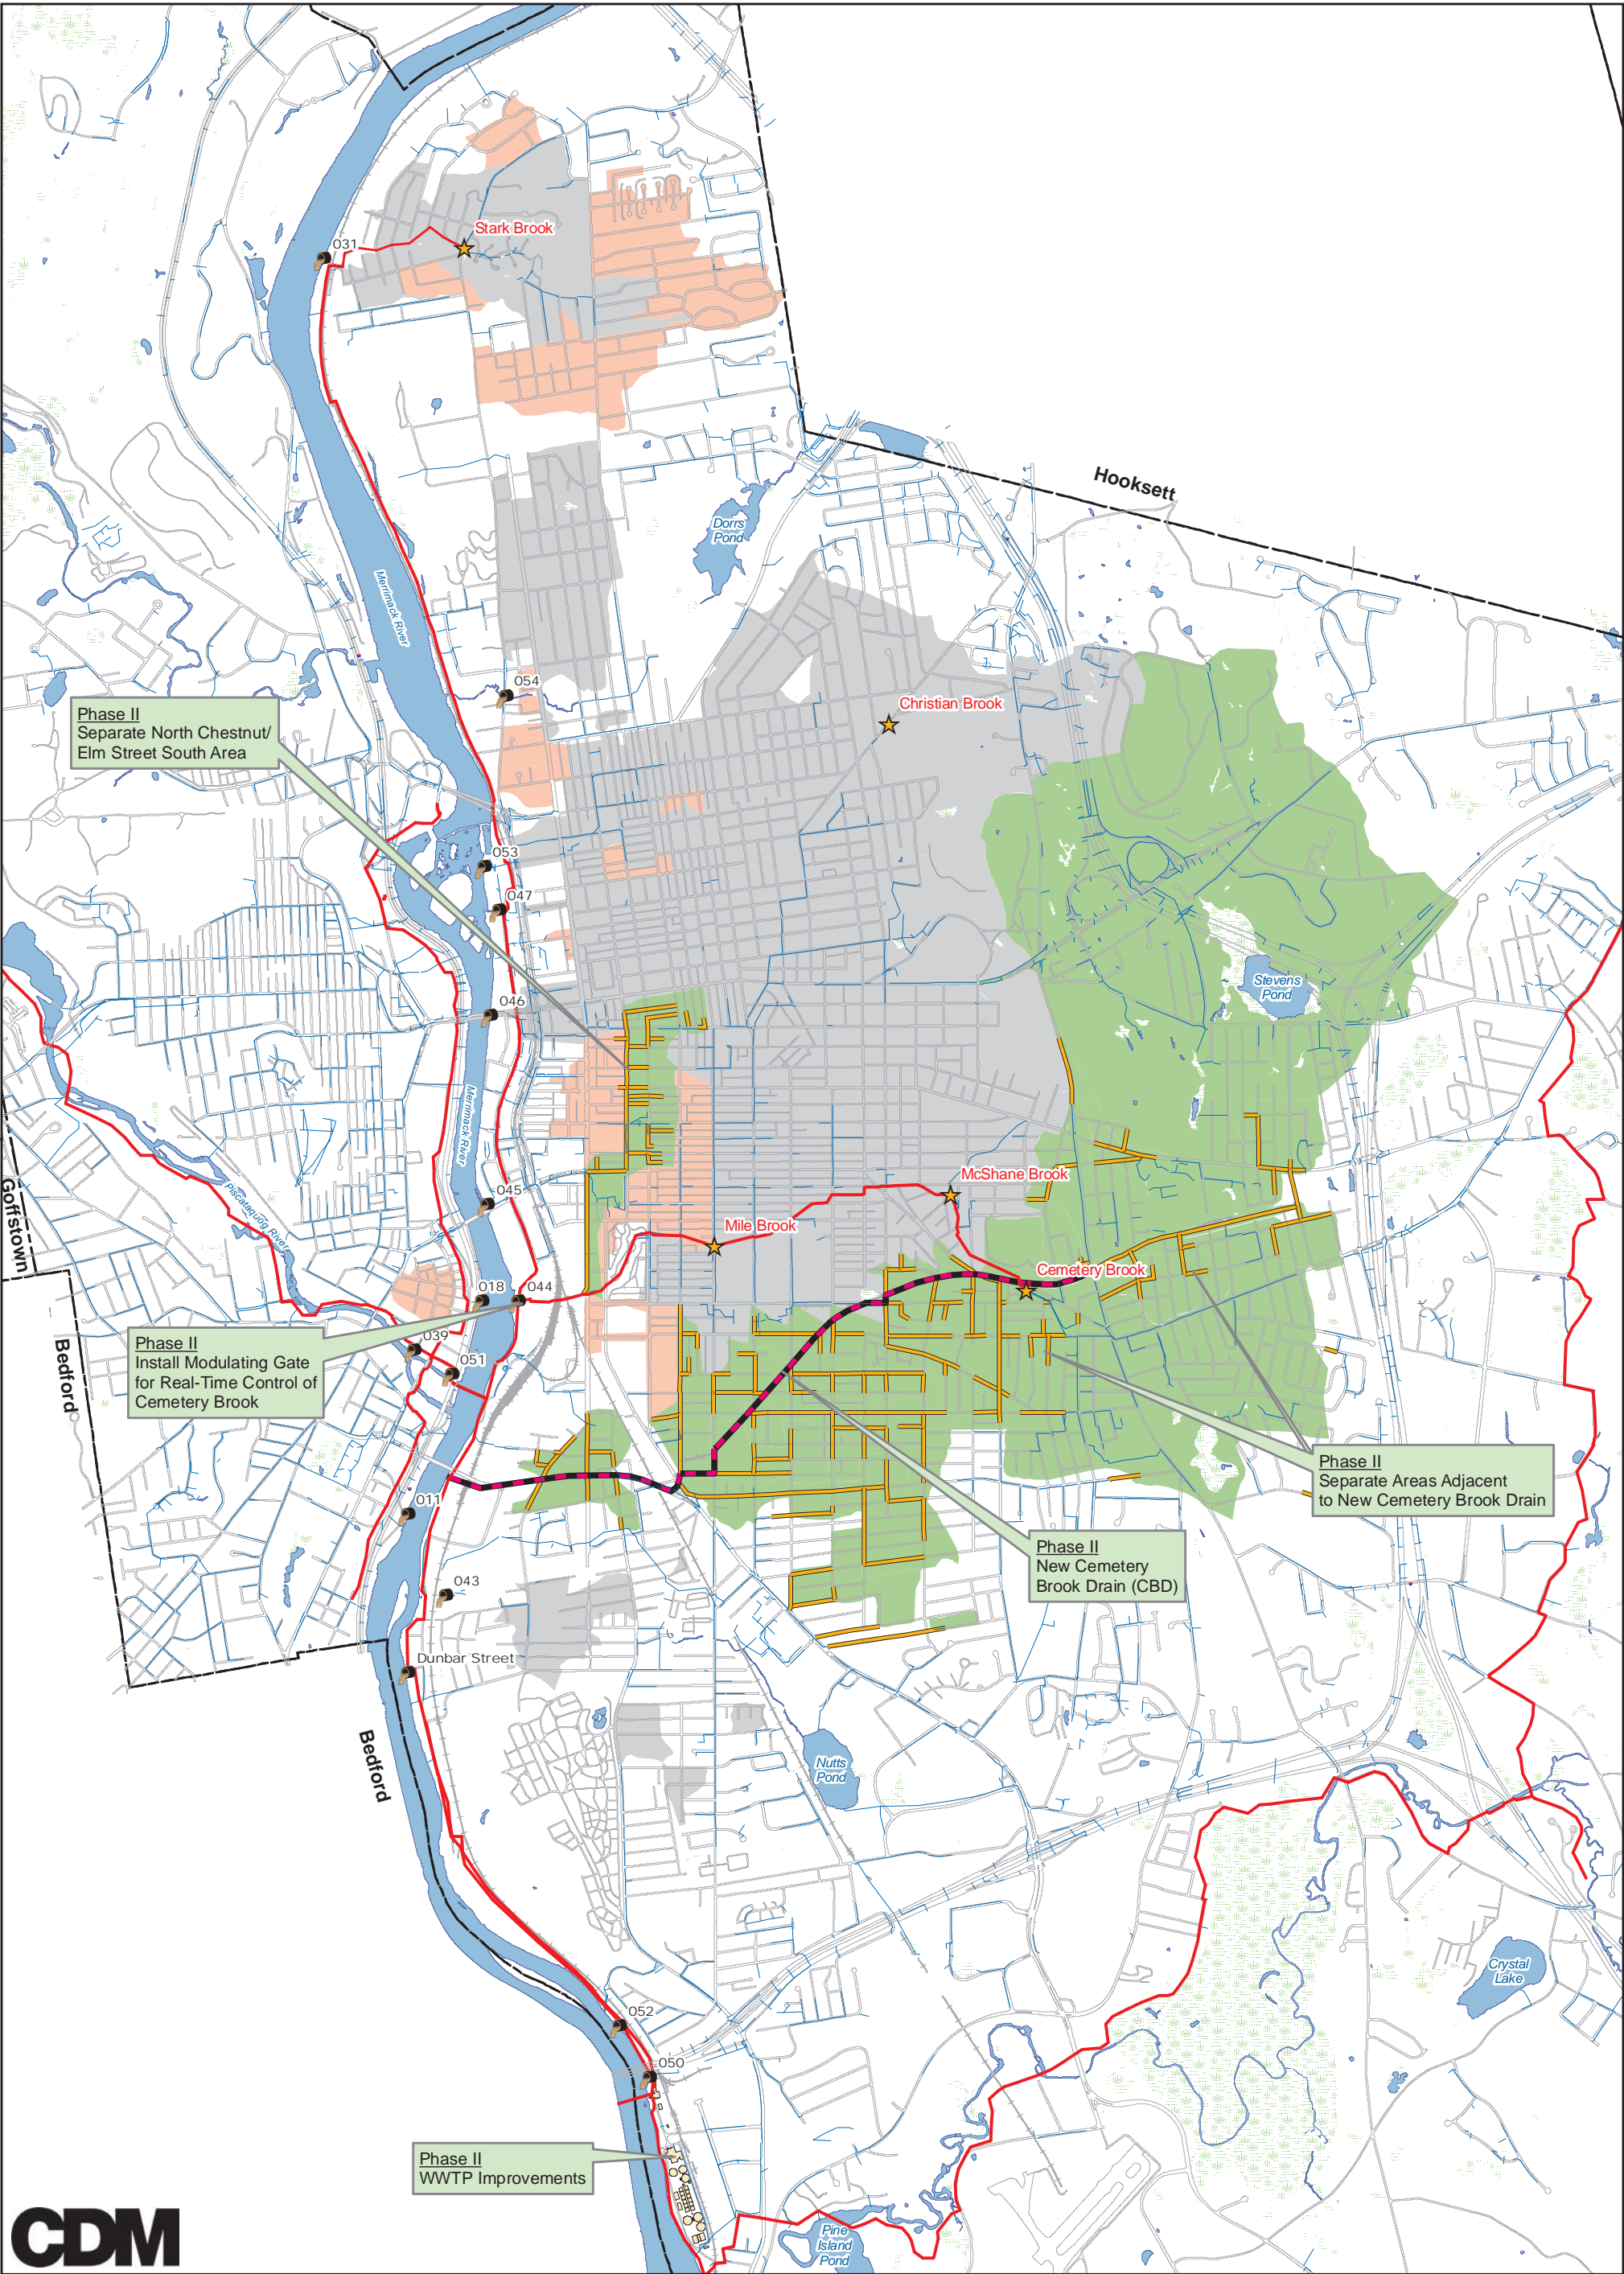 Stark Brook
031
Hooksett
Dorrs
Pond
Merrimack River
054
Christian Brook
Phase II
Separate North Chestnut/
Elm Street South Area
053
047
Stevens
Pond
046
Merrimack River
Goffstown
Piscataquog River
045
McShane Brook
Mile Brook
Cemetery Brook
018
044
Phase II
Install Modulating Gate
for Real-Time Control of
Cemetery Brook
039
051
Bedford
Phase II
Separate Areas Adjacent
to New Cemetery Brook Drain
011
Phase II
New Cemetery
Brook Drain (CBD)
043
Dunbar Street
Bedford
Nutts
Pond
Crystal
Lake
052
050
Phase II
WWTP Improvements
Pine
Island
Pond
CDM